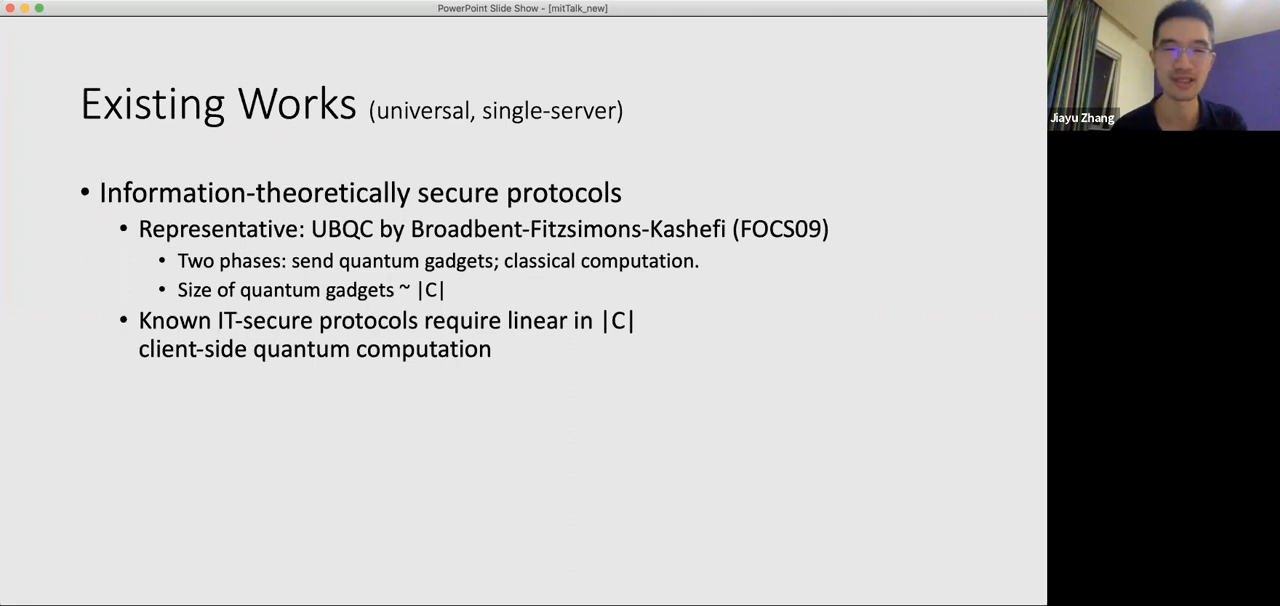 PowerPoint Slide Show - [mitTalk_new]
Existing Works (universal, single-server)
• Information-theoretically secure protocols
• Representative: UBQC by Broadbent-Fitzsimons-Kashefi (FOCS09)
• Two phases: send quantum gadgets; classical computation.
• Size of quantum gadgets ~ |C|
• Known IT-secure protocols require linear in |C|
client-side quantum computation
Jiayu Zhang